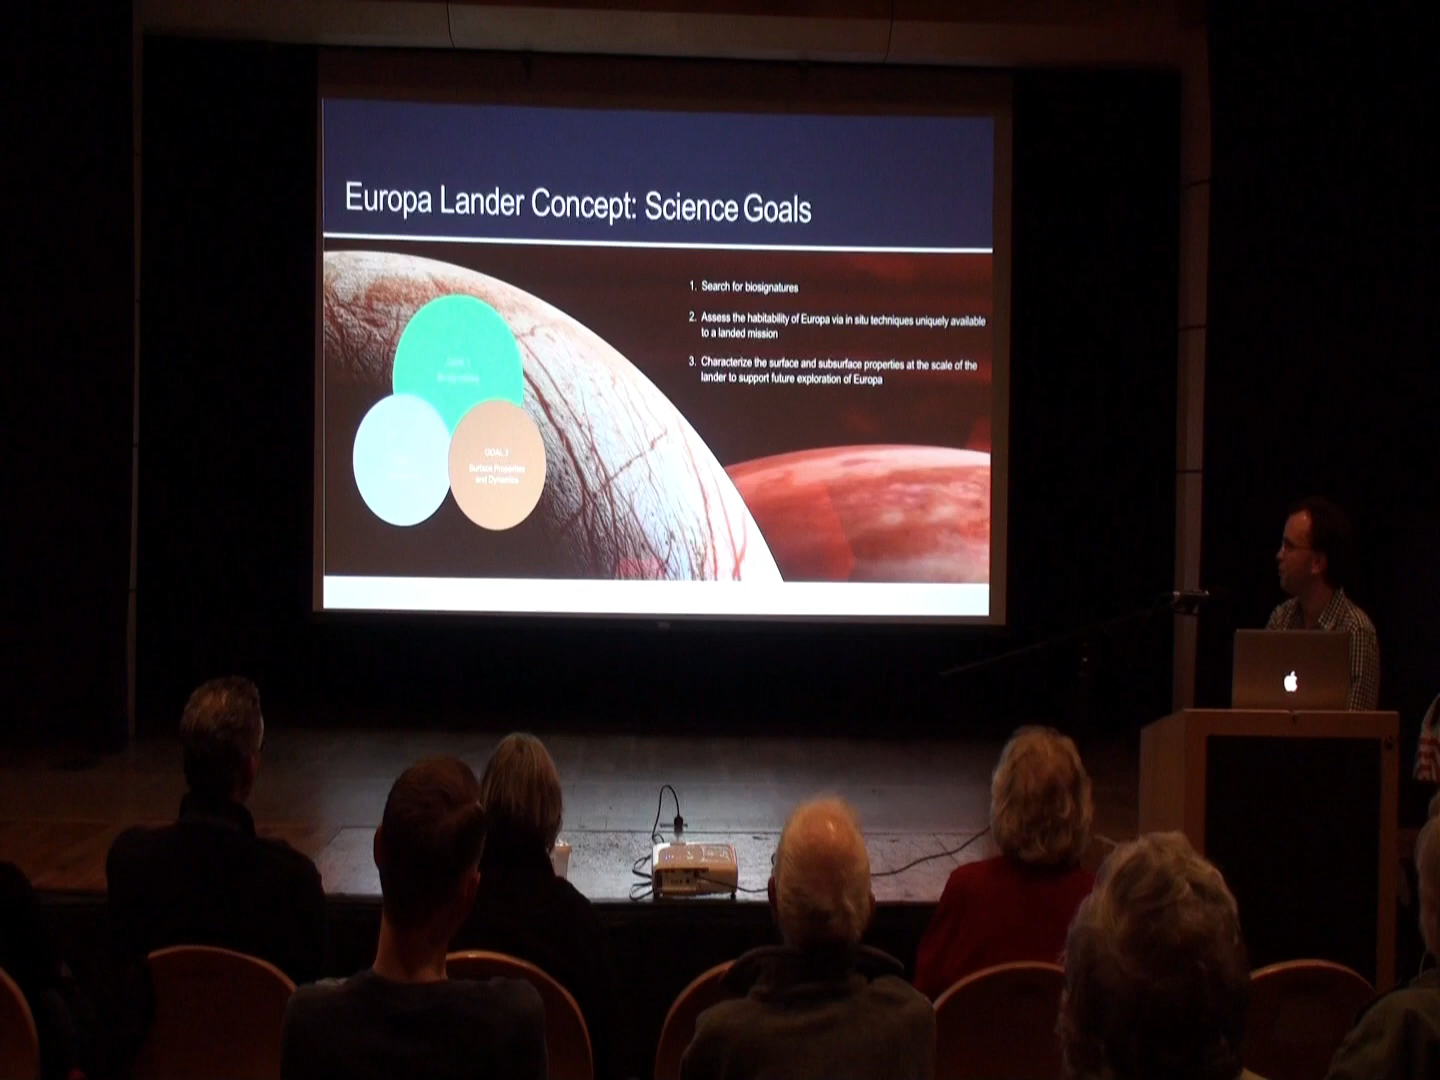 Europa Lander Concept: Science Goals
1. Search for biosignatures
2. Assess the habitability of Europa via in situ techniques uniquely available
to a landed mission
3. Characterize the surface and subsurface properties at the scale of the
lander to support future exploration of Europa
GOAL 3
Surface Properties
and Dynamics